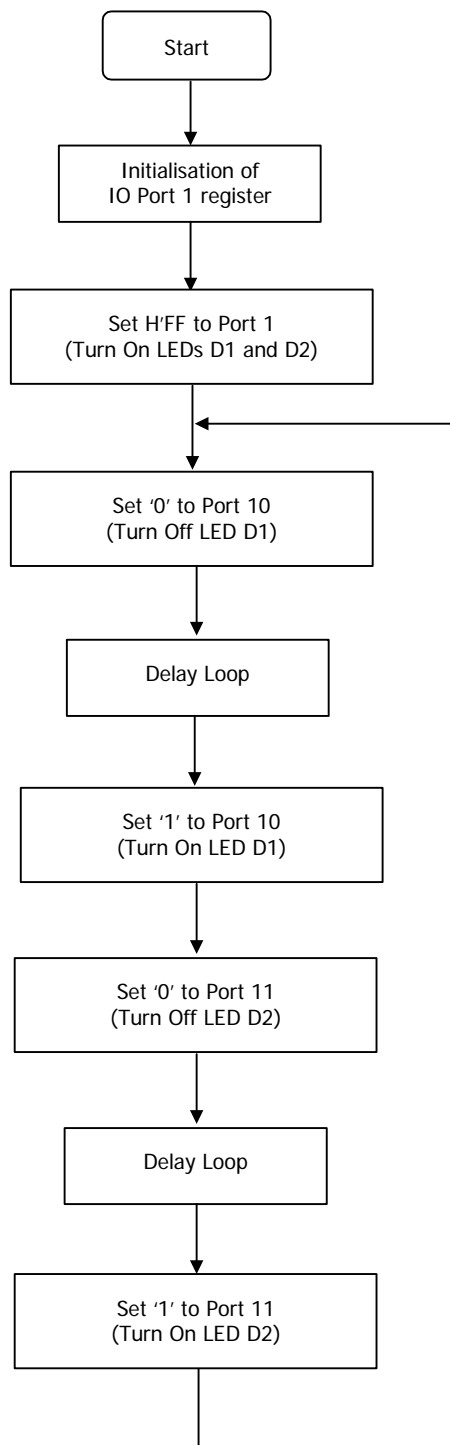 Start
Initialisation of
IO Port 1 register
Set H'FF to Port 1
(Turn On LEDs D1 and D2)
Set ‘0’ to Port 10
(Turn Off LED D1)
Delay Loop
Set ‘1’ to Port 10
(Turn On LED D1)
Set ‘0’ to Port 11
(Turn Off LED D2)
Delay Loop
Set ‘1’ to Port 11
(Turn On LED D2)